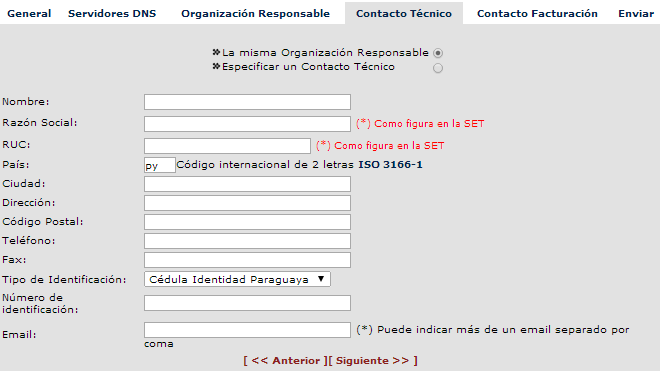 General Servidores DNS Organización Responsable Contacto Técnico Contacto Facturación Enviar
La misma Organización Responsable
Especificar un Contacto Técnico
Nombre:
Razón Social: (*) Como figura en la SET
RUC: (*) Como figura en la SET
País: py Código internacional de 2 letras ISO 3166-1
Ciudad:
Dirección:
Código Postal:
Teléfono:
Fax:
Tipo de Identificación: Cédula Identidad Paraguaya
Número de
identificación:
Email: (*) Puede indicar más de un email separado por
coma
[ << Anterior ][ Siguiente >> ]